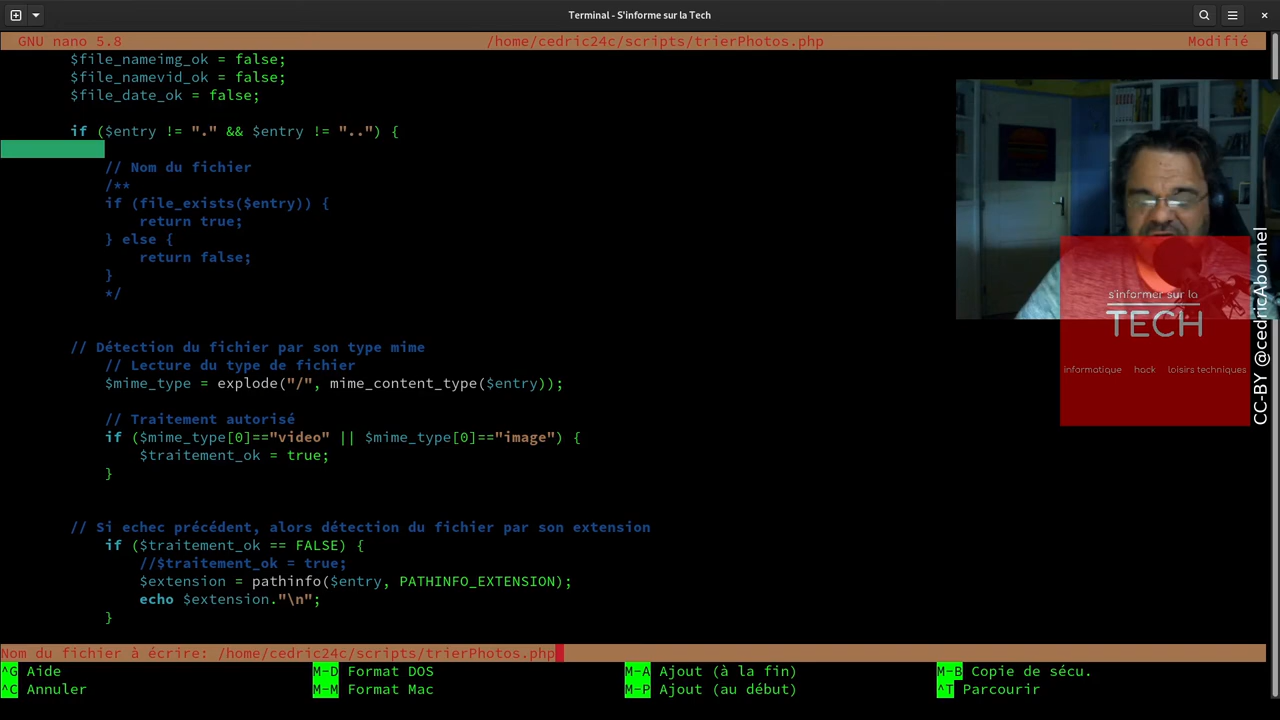 Terminal - S'informe sur la Tech
GNU nano 5.8 /home/cedric24c/scripts/trierPhotos.php Modifié
$file_nameimg_ok = false;
$file_namevid_ok = false;
$file_date_ok = false;
if ($entry != "." && $entry != "..") {
// Nom du fichier
/**
if (file_exists($entry)) {
return true;
} else {
return false;
}
*/
// Détection du fichier par son type mime
// Lecture du type de fichier
$mime_type = explode("/", mime_content_type($entry));
// Traitement autorisé
if ($mime_type[0]=="video" || $mime_type[0]=="image") {
$traitement_ok = true;
}
// Si echec précédent, alors détection du fichier par son extension
if ($traitement_ok == FALSE) {
//$traitement_ok = true;
$extension = pathinfo($entry, PATHINFO_EXTENSION);
echo $extension."\n";
}
Nom du fichier à écrire: /home/cedric24c/scripts/trierPhotos.php
^G Aide M-D Format DOS M-A Ajout (à la fin) M-B Copie de sécu.
^C Annuler M-M Format Mac M-P Ajout (au début) ^T Parcourir
s'informer sur la
TECH
informatique hack loisirs techniques
CC-BY @cedricAbonnel